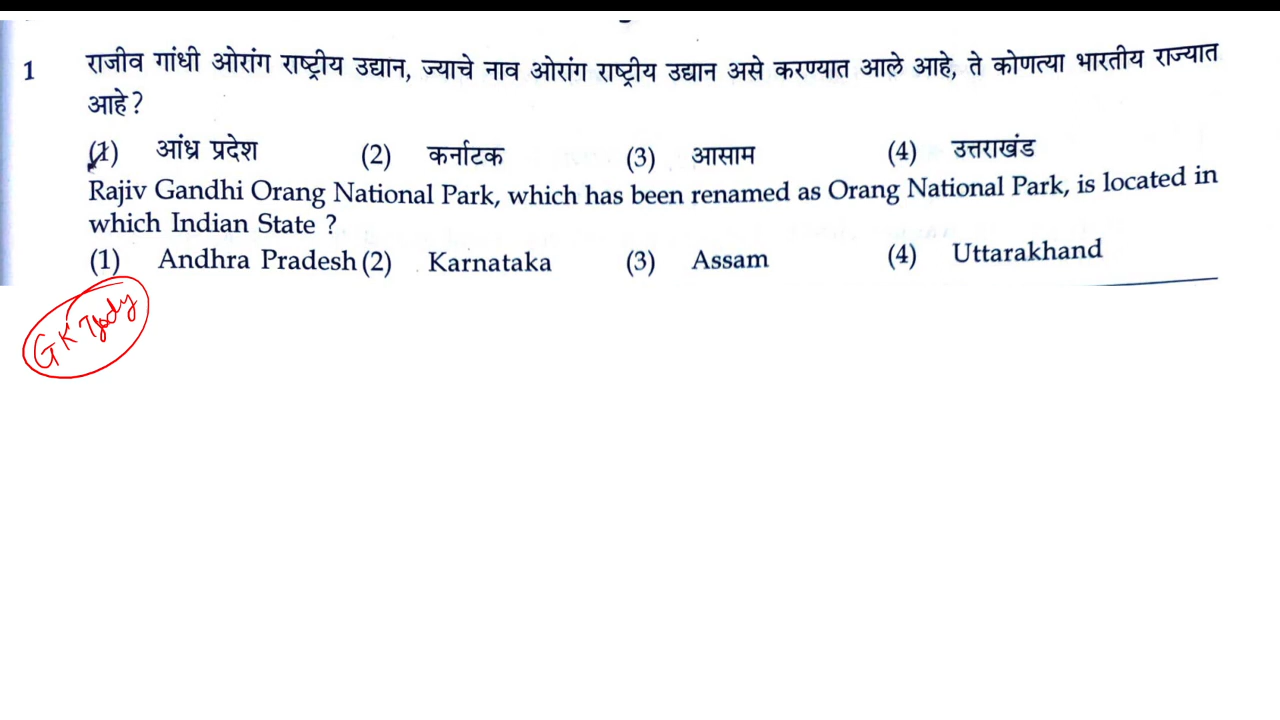 1 राजीव गांधी ओरांग राष्ट्रीय उद्यान, ज्याचे नाव ओरांग राष्ट्रीय उद्यान असे करण्यात आले आहे, ते कोणत्या भारतीय राज्यात
आहे?
(1) आंध्र प्रदेश (2) कर्नाटक (3) आसाम (4) उत्तराखंड
Rajiv Gandhi Orang National Park, which has been renamed as Orang National Park, is located in
which Indian State ?
(1) Andhra Pradesh (2) Karnataka (3) Assam (4) Uttarakhand
GK